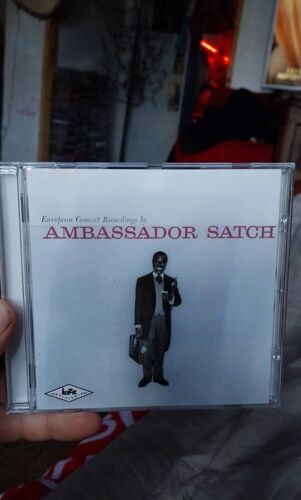 European Concert Recordings by
AMBASSADOR SATCH